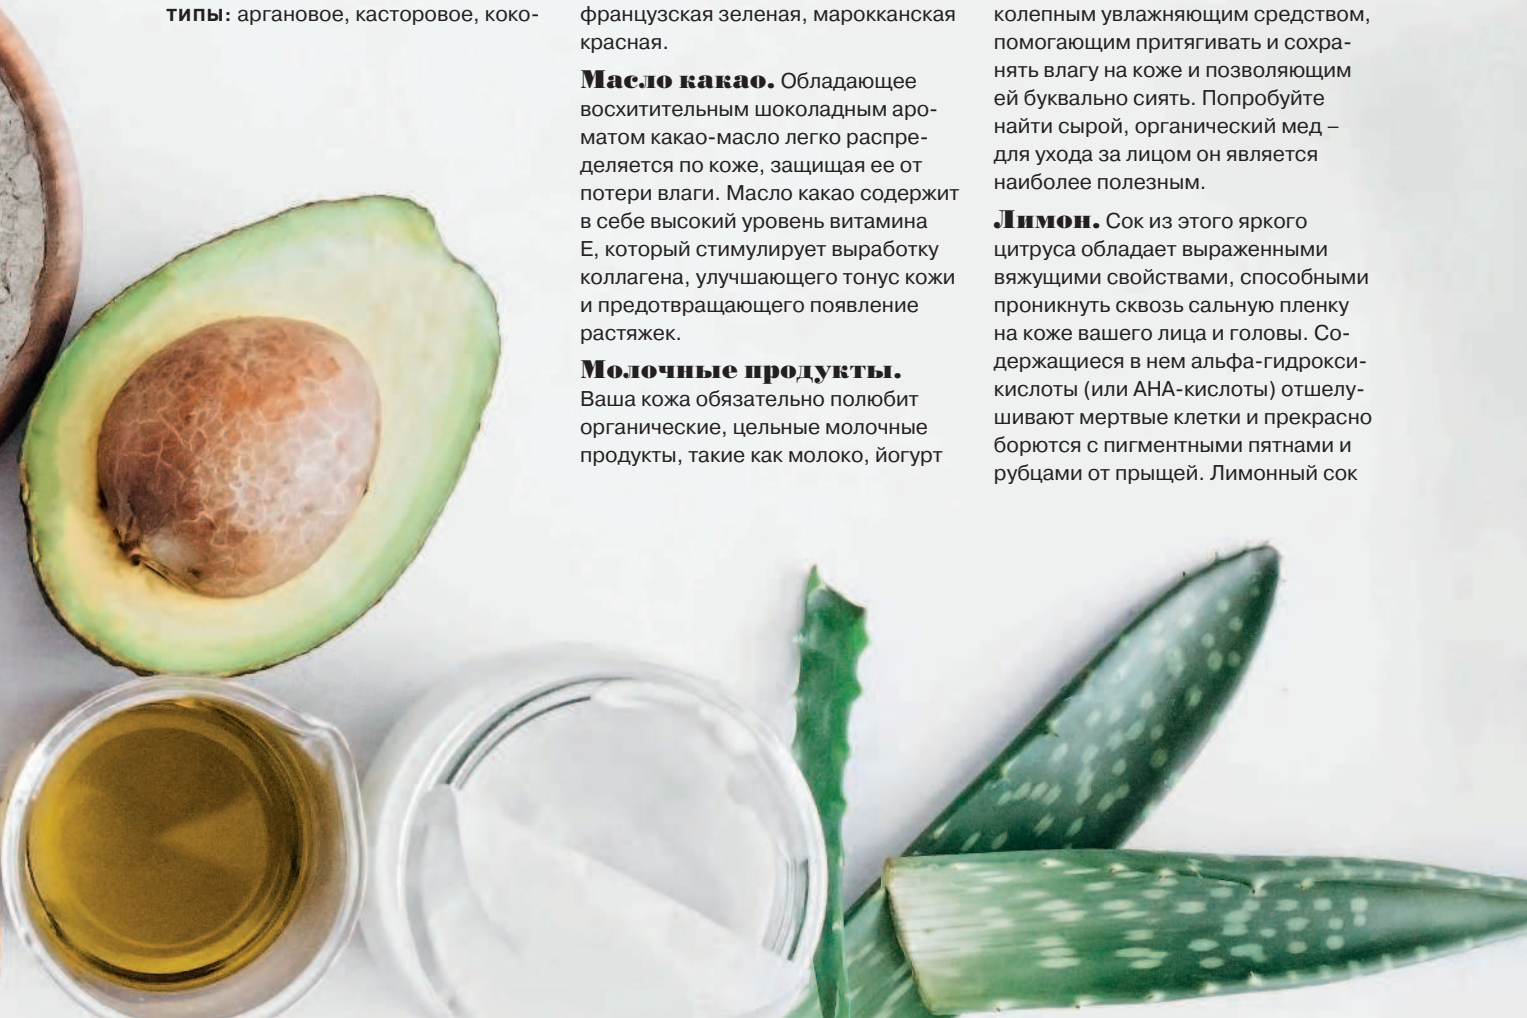 ТИПЫ: аргановое, касторовое, коко-
французская зеленая, марокканская
красная.
Масло какао. Обладающее
восхитительным шоколадным аро-
матом какао-масло легко распре-
деляется по коже, защищая ее от
потери влаги. Масло какао содержит
в себе высокий уровень витамина
Е, который стимулирует выработку
коллагена, улучшающего тонус кожи
и предотвращающего появление
растяжек.
Молочные продукты.
Ваша кожа обязательно полюбит
органические, цельные молочные
продукты, такие как молоко, йогурт
колепным увлажняющим средством,
помогающим притягивать и сохра-
нять влагу на коже и позволяющим
ей буквально сиять. Попробуйте
найти сырой, органический мед –
для ухода за лицом он является
наиболее полезным.
Лимон. Сок из этого яркого
цитруса обладает выраженными
вяжущими свойствами, способными
проникнуть сквозь сальную пленку
на коже вашего лица и головы. Со-
держащиеся в нем альфа-гидрокси-
кислоты (или АНА-кислоты) отшелу-
шивают мертвые клетки и прекрасно
борются с пигментными пятнами и
рубцами от прыщей. Лимонный сок